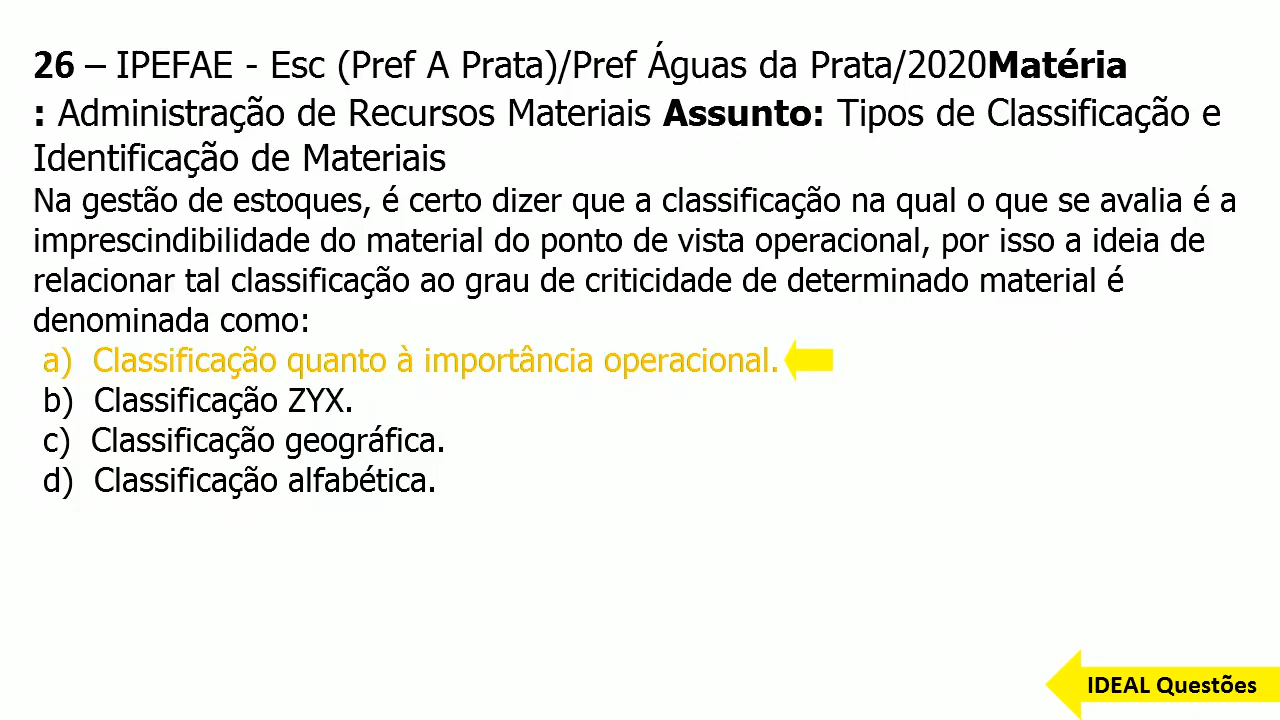 26 – IPEFAE - Esc (Pref A Prata)/Pref Águas da Prata/2020Matéria
: Administração de Recursos Materiais Assunto: Tipos de Classificação e
Identificação de Materiais
Na gestão de estoques, é certo dizer que a classificação na qual o que se avalia é a
imprescindibilidade do material do ponto de vista operacional, por isso a ideia de
relacionar tal classificação ao grau de criticidade de determinado material é
denominada como:
a) Classificação quanto à importância operacional.
b) Classificação ZYX.
c) Classificação geográfica.
d) Classificação alfabética.
IDEAL Questões